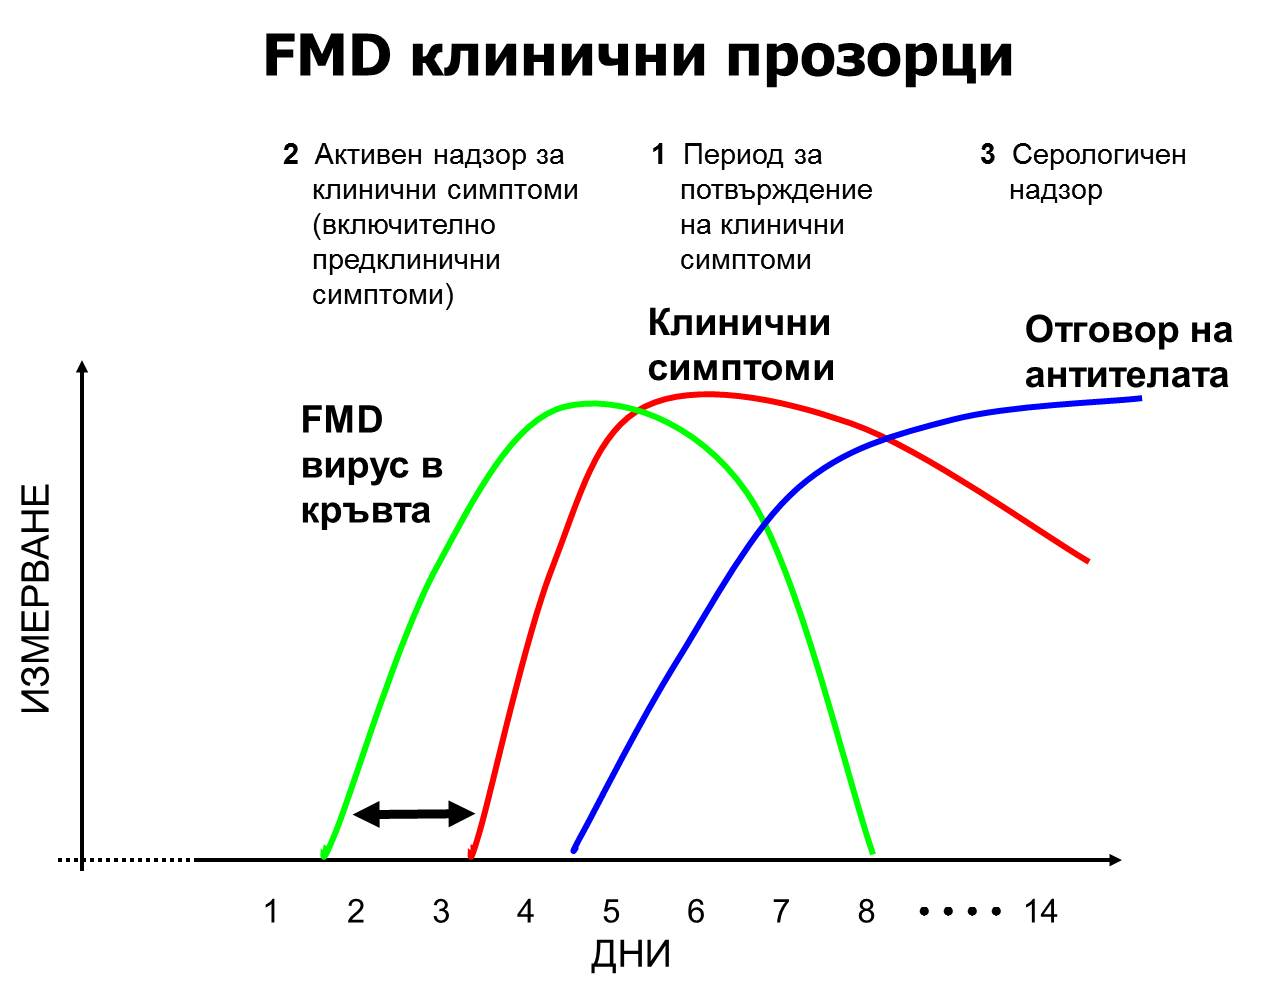 FMD клинични прозорци
2 Активен надзор за
клинични симптоми
(включително
предклинични
симптоми)
1 Период за
потвърждение
на клинични
симптоми
3 Серологичен
надзор
Клинични
симптоми
Отговор на
антителата
FMD
вирус в
кръвта
ИЗМЕРВАНЕ
1 2 3 4 5 6 7 8 • • • • 14
ДНИ